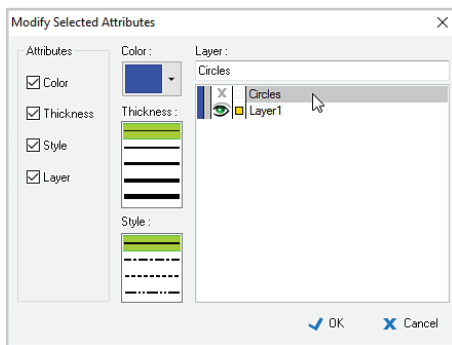 Modify Selected Attributes
Attributes
Color
Thickness
Style
Layer
Color :
Thickness :
Style :
Layer :
Circles
Circles
Layer1
OK
Cancel